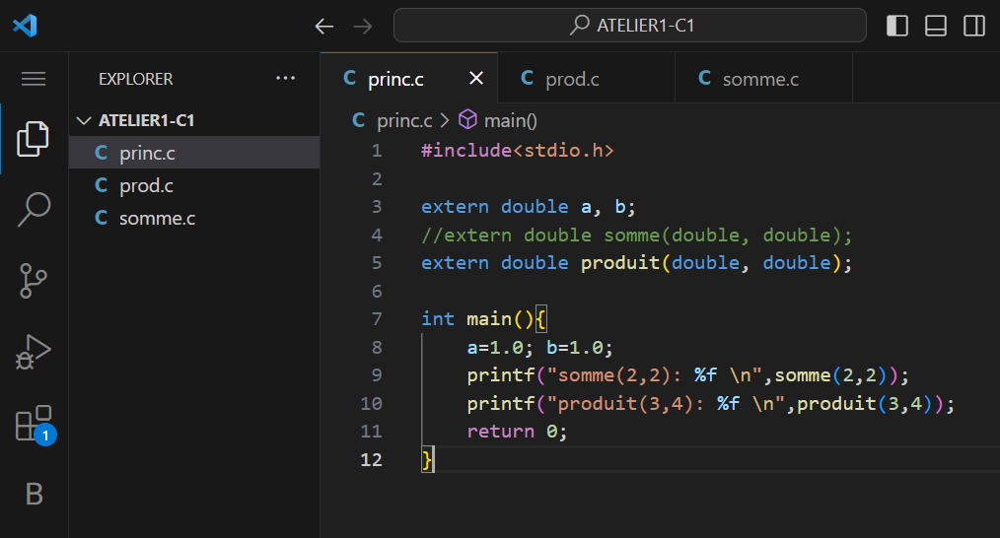 ATELIER1-C1
EXPLORER ...
ATELIER1-C1
princ.c
prod.c
somme.c
1
B
C princ.c
C prod.c
C somme.c
C princ.c > main()
1 #include<stdio.h>
2
3 extern double a, b;
4 //extern double somme(double, double);
5 extern double produit(double, double);
6
7 int main(){
8     a=1.0; b=1.0;
9     printf("somme(2,2): %f \n",somme(2,2));
10     printf("produit(3,4): %f \n",produit(3,4));
11     return 0;
12 }